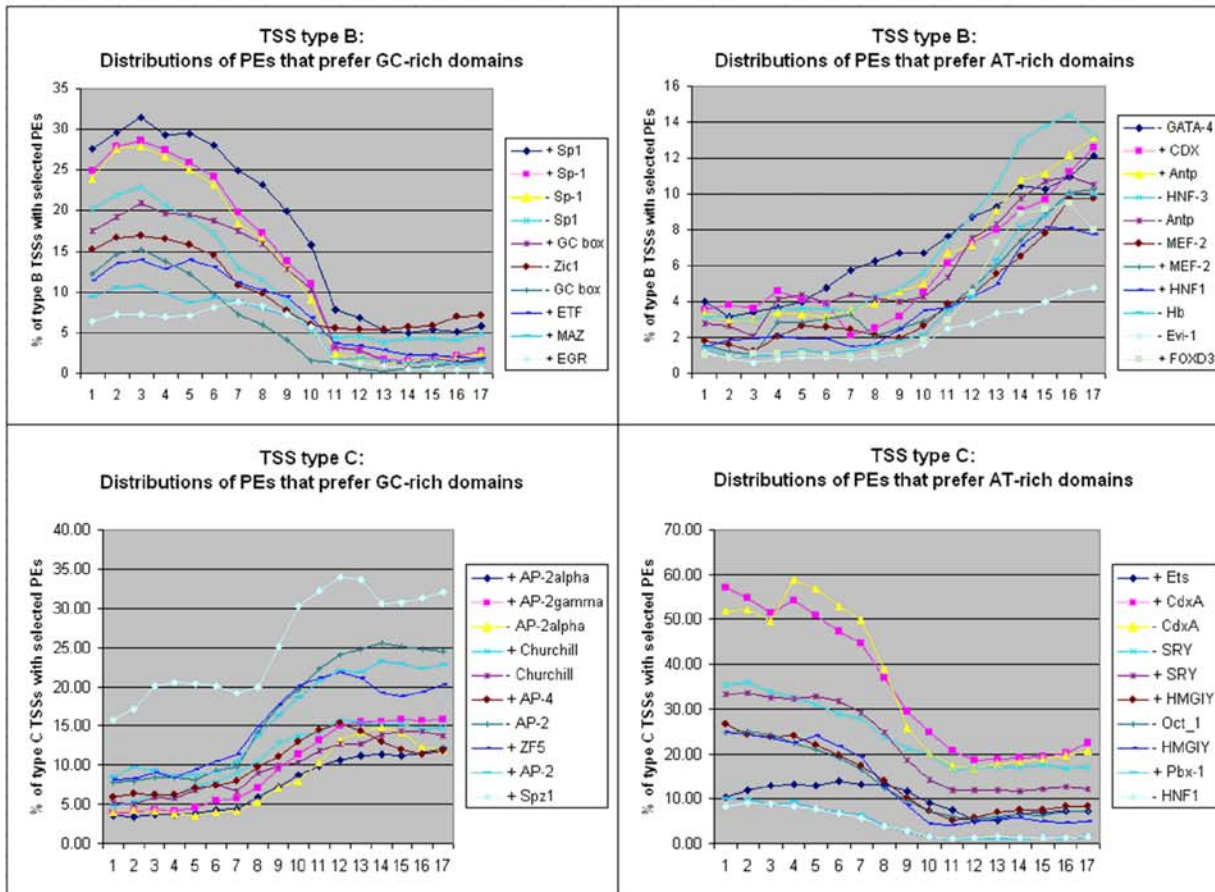 TSS type B:
Distributions of PEs that prefer GC-rich domains
% of type B TSSs with selected PEs
35
30
25
20
15
10
5
0
1 2 3 4 5 6 7 8 9 10 11 12 13 14 15 16 17
+ Sp1
+ Sp-1
- Sp-1
- Sp1
+ GC box
- Zic1
- GC box
+ ETF
+ MAZ
+ EGR
TSS type B:
Distributions of PEs that prefer AT-rich domains
% of type B TSSs with selected PEs
16
14
12
10
8
6
4
2
0
1 2 3 4 5 6 7 8 9 10 11 12 13 14 15 16 17
- GATA-4
+ CDX
+ Antp
- HNF-3
- Antp
- MEF-2
+ MEF-2
+ HNF1
- Hb
- Evi-1
+ FOXD3
TSS type C:
Distributions of PEs that prefer GC-rich domains
% of type C TSSs with selected PEs
40.00
35.00
30.00
25.00
20.00
15.00
10.00
5.00
0.00
1 2 3 4 5 6 7 8 9 10 11 12 13 14 15 16 17
+ AP-2alpha
+ AP-2gamma
- AP-2alpha
+ Churchill
- Churchill
+ AP-4
- AP-2
+ ZF5
+ AP-2
+ Spz1
TSS type C:
Distributions of PEs that prefer AT-rich domains
% of type C TSSs with selected PEs
70.00
60.00
50.00
40.00
30.00
20.00
10.00
0.00
1 2 3 4 5 6 7 8 9 10 11 12 13 14 15 16 17
+ Ets
+ CdxA
- CdxA
- SRY
+ SRY
+ HMGIY
+ Oct_1
- HMGIY
+ Pbx-1
- HNF1